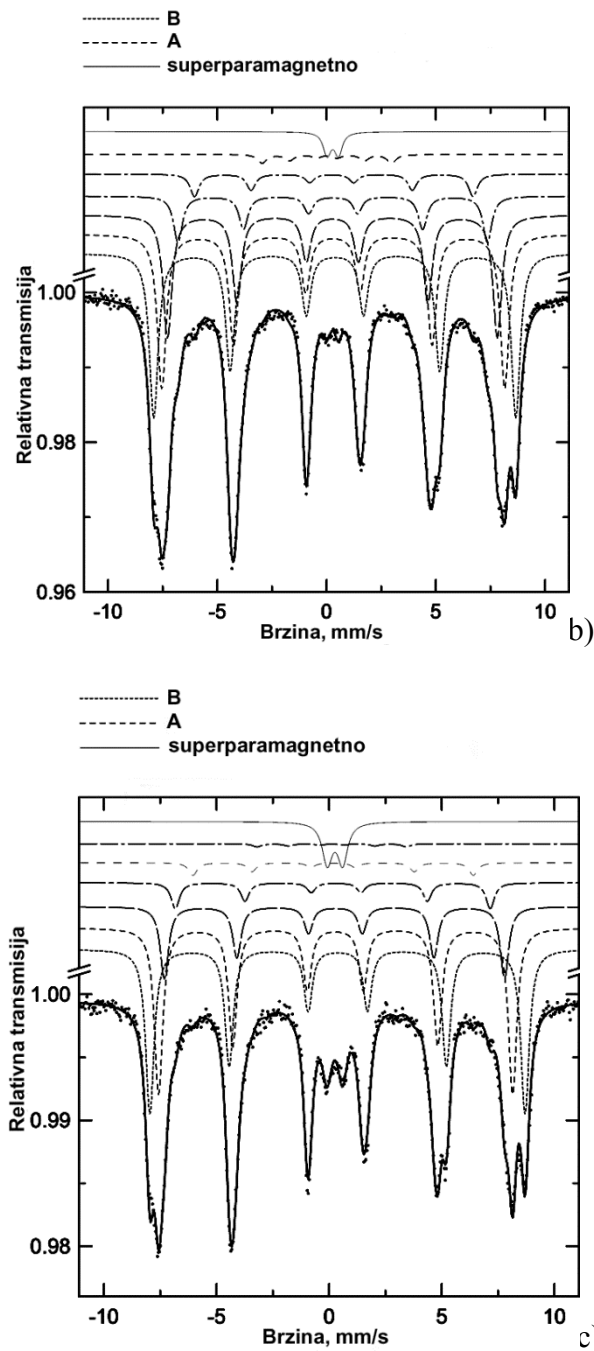 B
A
superparamagnetno
Relativna transmisija
1.00
0.98
0.96
-10 -5 0 5 10
Brzina, mm/s
b)
B
A
superparamagnetno
Relativna transmisija
1.00
0.99
0.98
-10 -5 0 5 10
Brzina, mm/s
c)